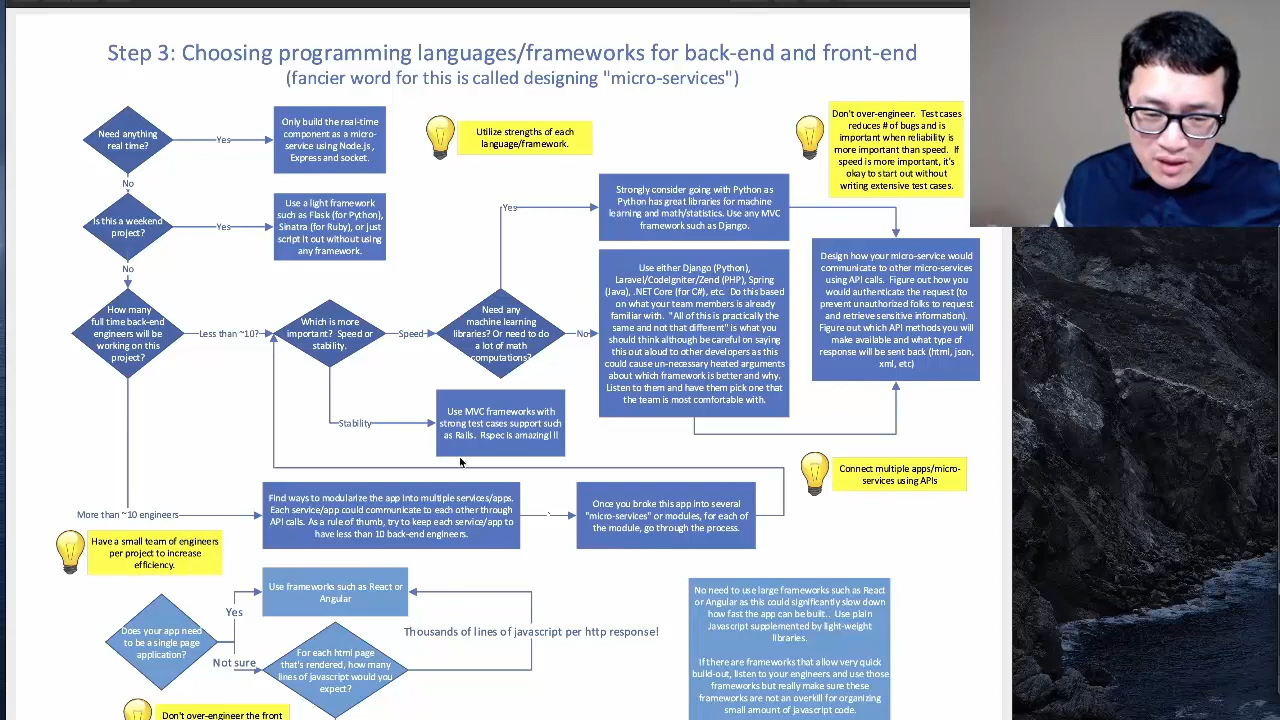 Step 3: Choosing programming languages/frameworks for back-end and front-end
(fancier word for this is called designing "micro-services")
Need anything
real time?
Yes
Only build the real-time
component as a micro-
service using Node.js ,
Express and socket.
Utilize strengths of each
language/framework.
Don't over-engineer. Test cases
reduces # of bugs and is
important when reliability is
more important than speed. If
speed is more important, it's
okay to start out without
writing extensive test cases.
No
Is this a weekend
project?
Yes
Use a light framework
such as Flask (for Python),
Sinatra (for Ruby), or just
script it out without using
any framework.
No
How many
full time back-end
engineers will be
working on this
project?
Less than ~10?
Which is more
important? Speed or
stability.
Speed
Need any
machine learning
libraries? Or need to do
a lot of math
computations?
Yes
Strongly consider going with Python as
Python has great libraries for machine
learning and math/statistics. Use any MVC
framework such as Django.
No
Use either Django (Python),
Laravel/CodeIgniter/Zend (PHP), Spring
(Java), .NET Core (for C#), etc. Do this based
on what your team members is already
familiar with. "All of this is practically the
same and not that different" is what you
should think although be careful on saying
this out aloud to other developers as this
could cause un-necessary heated arguments
about which framework is better and why.
Listen to them and have them pick one that
the team is most comfortable with.
Design how your micro-service would
communicate to other micro-services
using API calls. Figure out how you
would authenticate the request (to
prevent unauthorized folks to request
and retrieve sensitive information).
Figure out which API methods you will
make available and what type of
response will be sent back (html, json,
xml, etc)
Stability
Use MVC frameworks with
strong test cases support such
as Rails. Rspec is amazing!!!
Connect multiple apps/micro-
services using APIs
More than ~10 engineers
Find ways to modularize the app into multiple services/apps.
Each service/app could communicate to each other through
API calls. As a rule of thumb, try to keep each service/app to
have less than 10 back-end engineers.
Once you broke this app into several
"micro-services" or modules, for each of
the module, go through the process.
Have a small team of engineers
per project to increase
efficiency.
Does your app need
to be a single page
application?
Yes
Use frameworks such as React or
Angular
Not sure
For each html page
that's rendered, how many
lines of javascript would you
expect?
Thousands of lines of javascript per http response
No need to use large frameworks such as React
or Angular as this could significantly slow down
how fast the app can be built. Use plain
Javascript supplemented by light-weight
libraries.
If there are frameworks that allow very quick
build-out, listen to your engineers and use those
frameworks but really make sure these
frameworks are not an overkill for organizing
small amount of javascript code.
Don't over-engineer the front